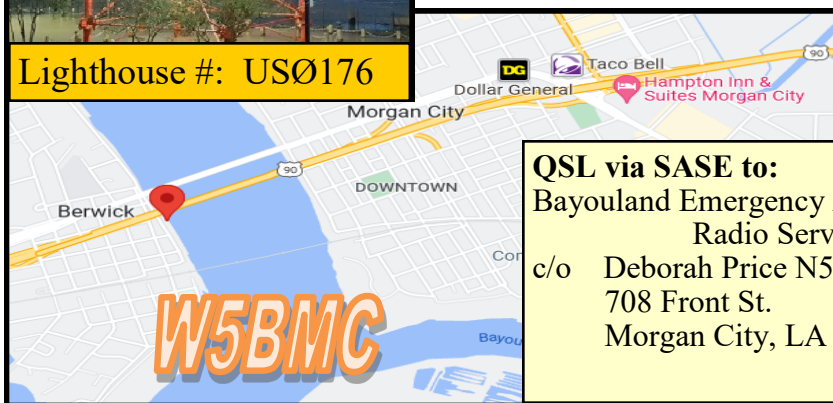 Lighthouse #: USØ176
90
Taco Bell
DG
Dollar General
Hampton Inn &
Suites Morgan City
Morgan City
90
DOWNTOWN
Berwick
W5BMC
QSL via SASE to:
Bayouland Emergency
Radio Serv
c/o Deborah Price N5
708 Front St.
Morgan City, LA